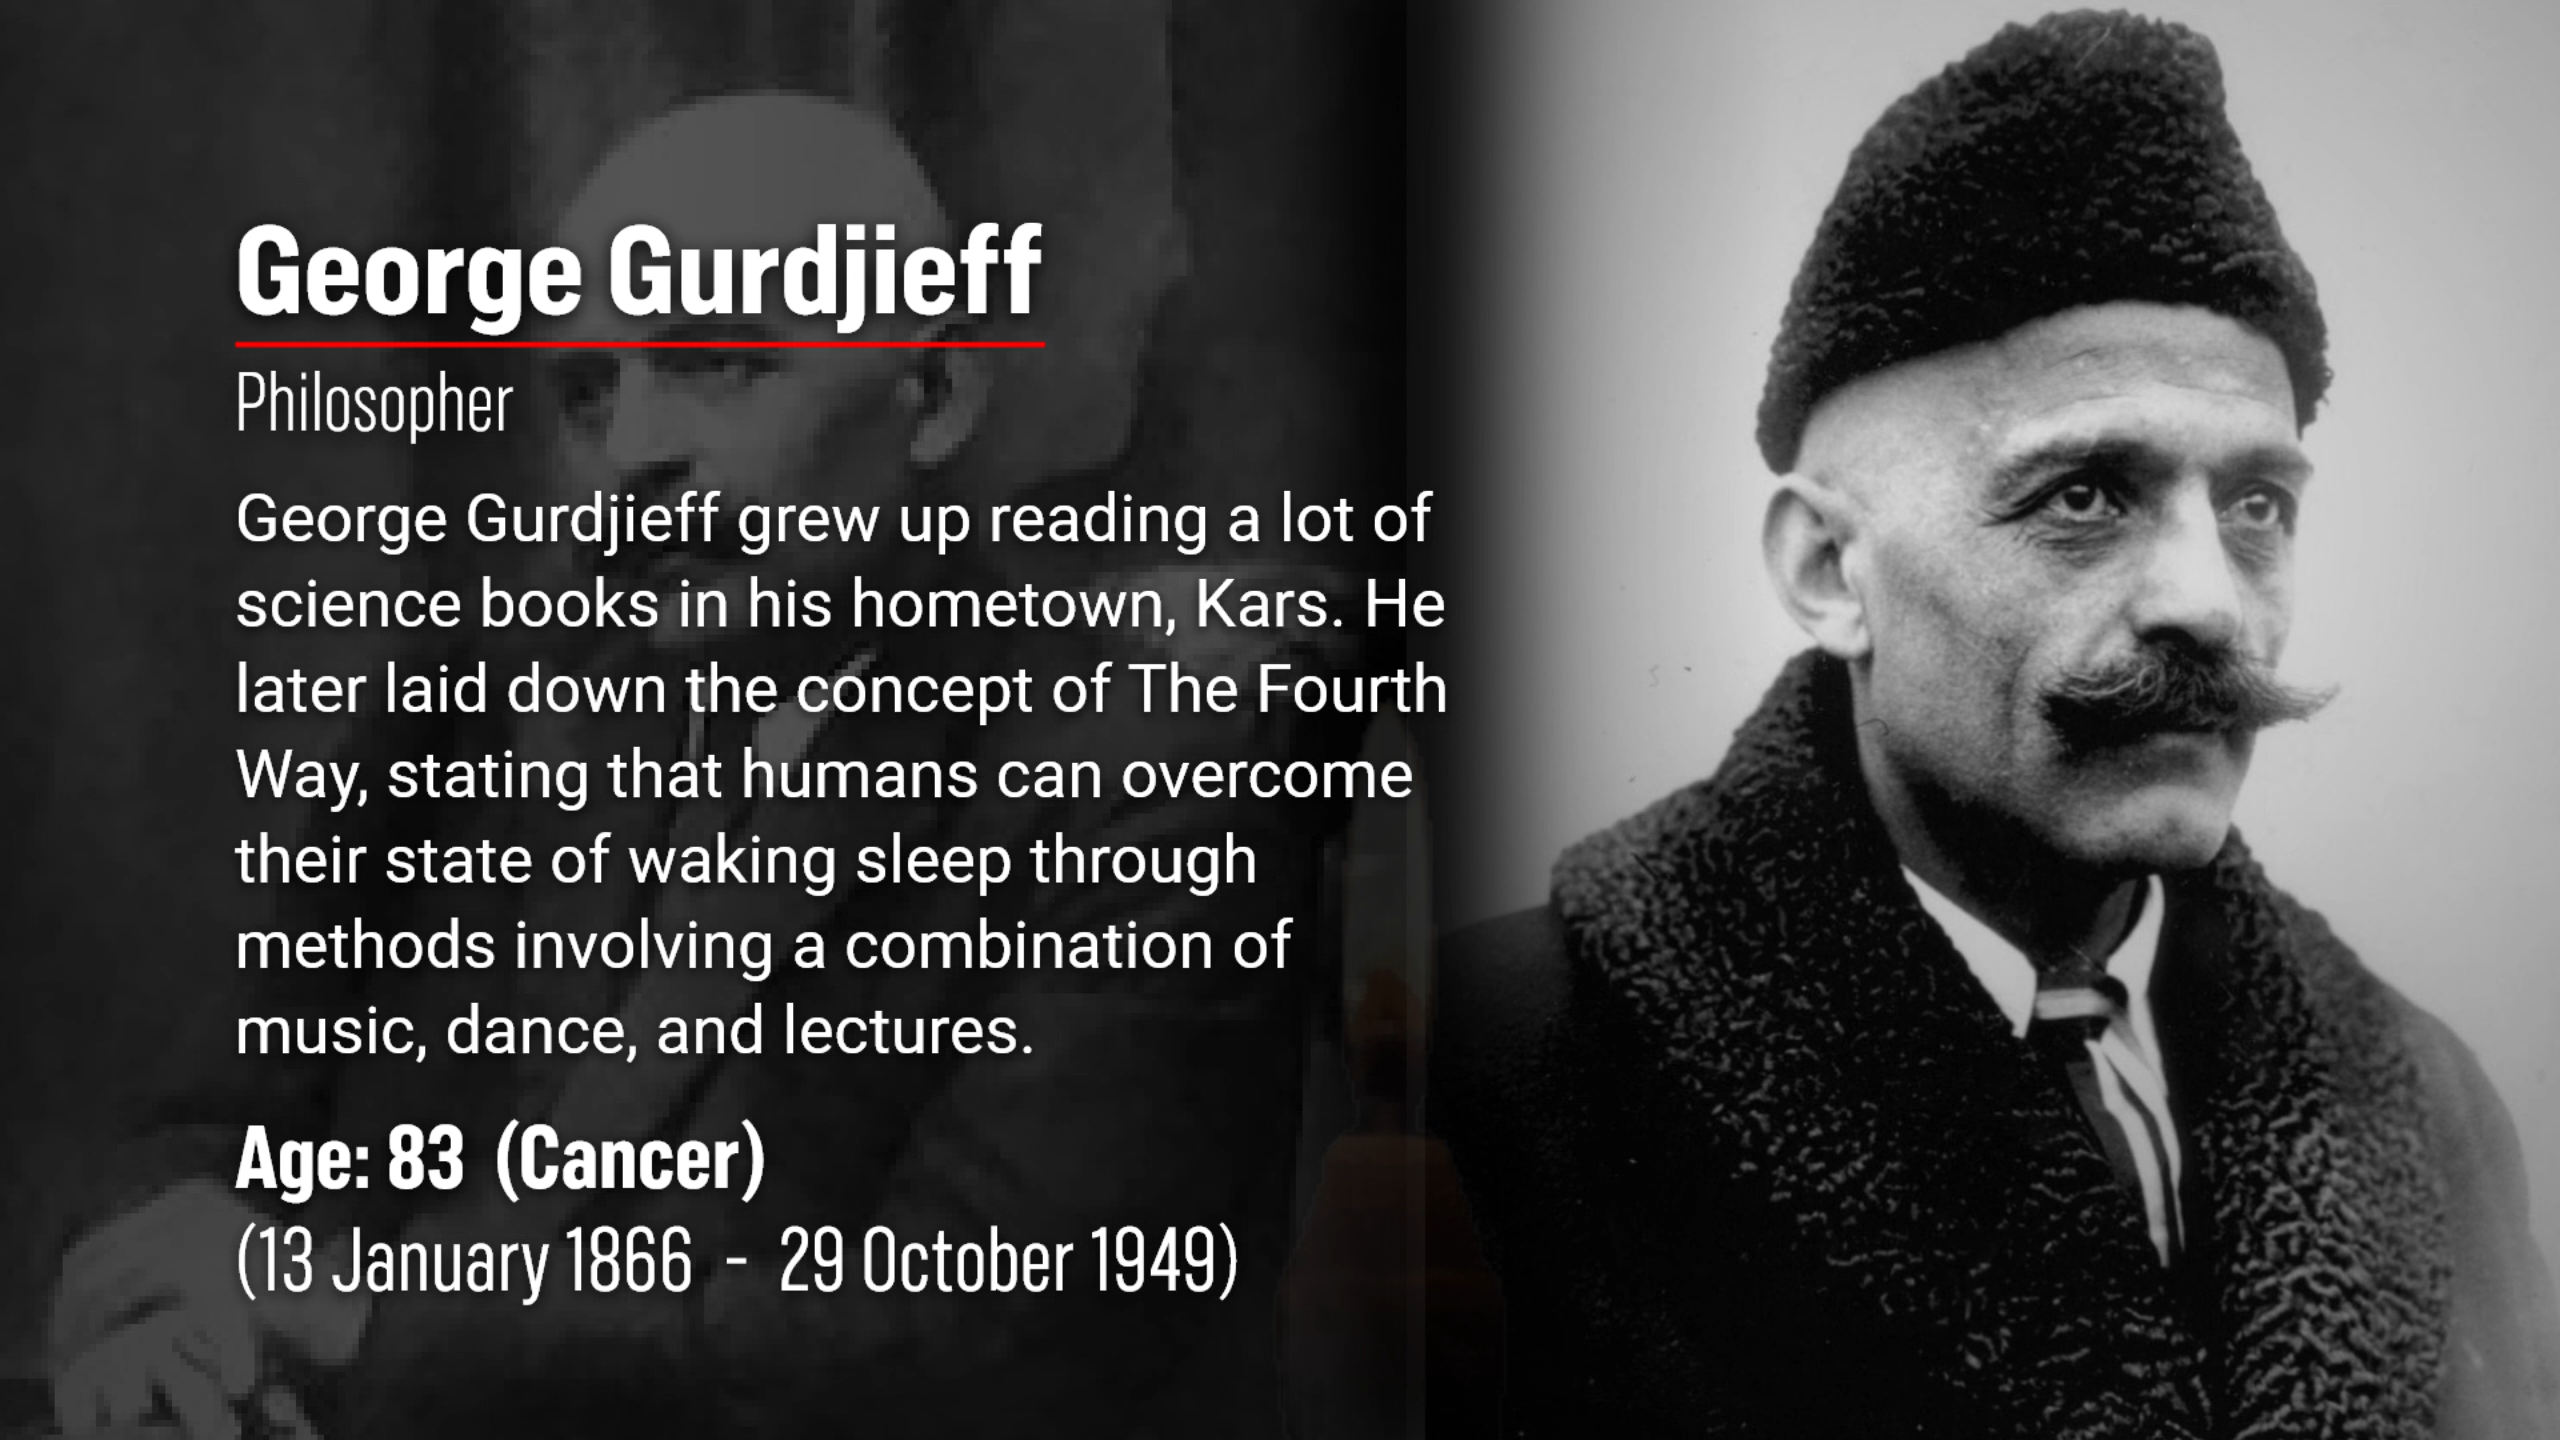 George Gurdjieff
Philosopher
George Gurdjieff grew up reading a lot of
science books in his hometown, Kars. He
later laid down the concept of The Fourth
Way, stating that humans can overcome
their state of waking sleep through
methods involving a combination of
music, dance, and lectures.
Age: 83 (Cancer)
(13 January 1866 - 29 October 1949)